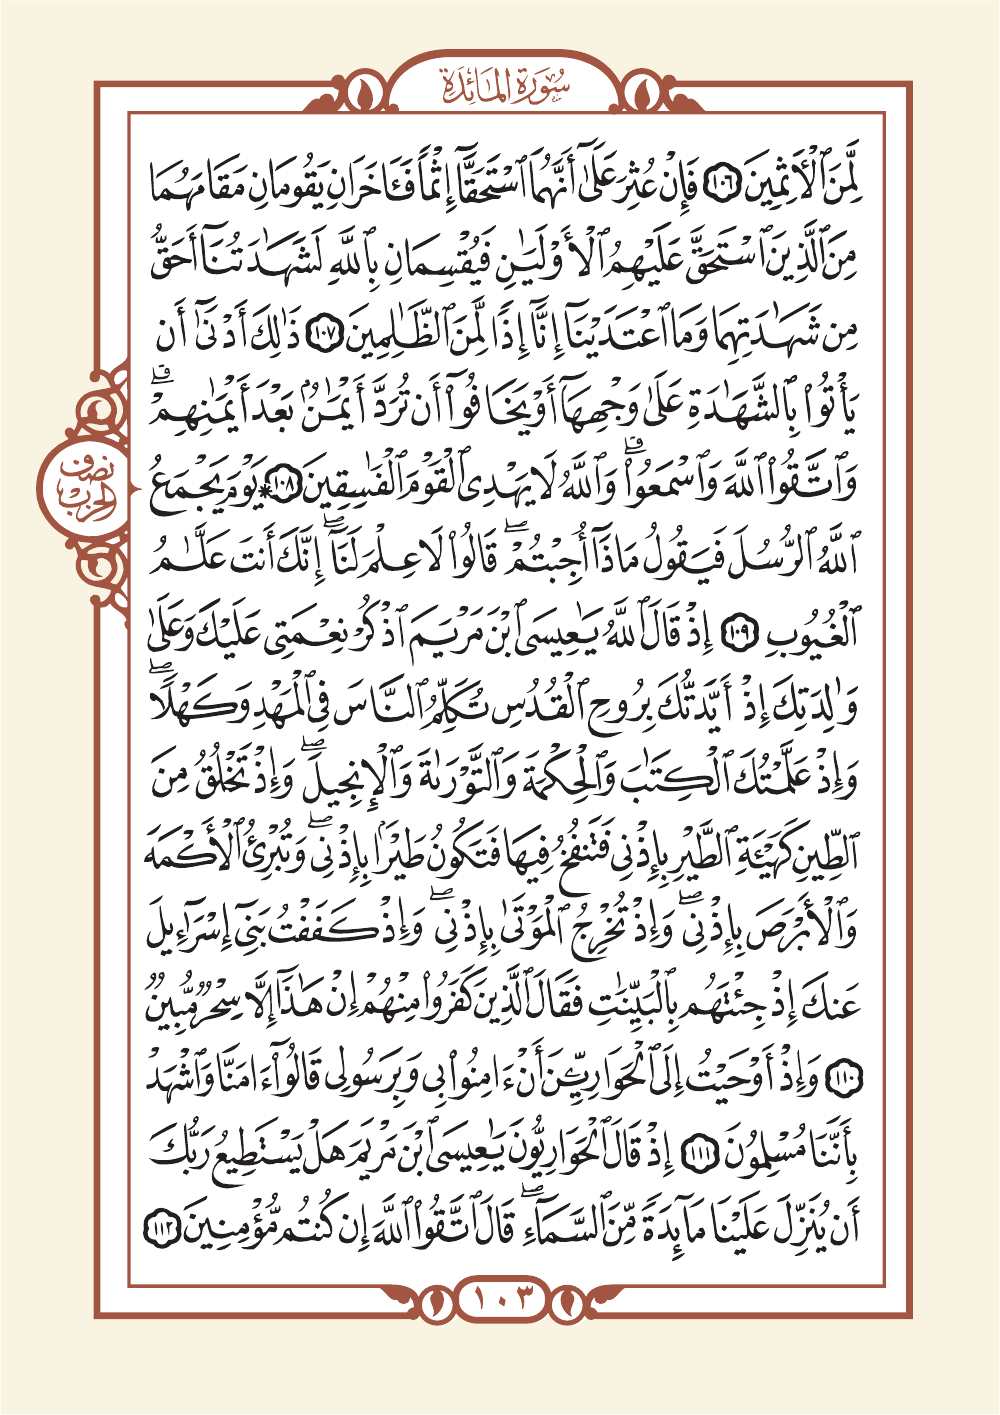 سُورَةُ المَائِدَةِ
لَّمِنَ ٱلْأٓثِمِينَ ١٠٦ فَإِنْ عُثِرَ عَلَىٰٓ أَنَّهُمَا ٱسْتَحَقَّآ إِثْمًا فَـَٔاخَرَانِ يَقُومَانِ مَقَامَهُمَا
مِنَ ٱلَّذِينَ ٱسْتَحَقَّ عَلَيْهِمُ ٱلْأَوْلَيَـٰنِ فَيُقْسِمَانِ بِٱللَّهِ لَشَهَـٰدَتُنَآ أَحَقُّ
مِن شَهَـٰدَتِهِمَا وَمَا ٱعْتَدَيْنَآ إِنَّآ إِذًا لَّمِنَ ٱلظَّـٰلِمِينَ ١٠٧ ذَٰلِكَ أَدْنَىٰٓ أَن
يَأْتُوا۟ بِٱلشَّهَـٰدَةِ عَلَىٰ وَجْهِهَآ أَوْ يَخَافُوٓا۟ أَن تُرَدَّ أَيْمَـٰنٌۢ بَعْدَ أَيْمَـٰنِهِمْ ۗ
وَٱتَّقُوا۟ ٱللَّهَ وَٱسْمَعُوا۟ ۗ وَٱللَّهُ لَا يَهْدِى ٱلْقَوْمَ ٱلْفَـٰسِقِينَ ١٠٨ * يَوْمَ يَجْمَعُ
نصف
الحزب
ٱللَّهُ ٱلرُّسُلَ فَيَقُولُ مَاذَآ أُجِبْتُمْ ۖ قَالُوا۟ لَا عِلْمَ لَنَآ ۖ إِنَّكَ أَنتَ عَلَّـٰمُ
ٱلْغُيُوبِ ١٠٩ إِذْ قَالَ ٱللَّهُ يَـٰعِيسَى ٱبْنَ مَرْيَمَ ٱذْكُرْ نِعْمَتِى عَلَيْكَ وَعَلَىٰ
وَٰلِدَتِكَ إِذْ أَيَّدتُّكَ بِرُوحِ ٱلْقُدُسِ تُكَلِّمُ ٱلنَّاسَ فِى ٱلْمَهْدِ وَكَهْلًا ۖ
وَإِذْ عَلَّمْتُكَ ٱلْكِتَـٰبَ وَٱلْحِكْمَةَ وَٱلتَّوْرَىٰةَ وَٱلْإِنجِيلَ ۖ وَإِذْ تَخْلُقُ مِنَ
ٱلطِّينِ كَهَيْـَٔةِ ٱلطَّيْرِ بِإِذْنِى فَتَنفُخُ فِيهَا فَتَكُونُ طَيْرًۢا بِإِذْنِى ۖ وَتُبْرِئُ ٱلْأَكْمَهَ
وَٱلْأَبْرَصَ بِإِذْنِى ۖ وَإِذْ تُخْرِجُ ٱلْمَوْتَىٰ بِإِذْنِى ۖ وَإِذْ كَفَفْتُ بَنِىٓ إِسْرَٰٓءِيلَ
عَنكَ إِذْ جِئْتَهُم بِٱلْبَيِّنَـٰتِ فَقَالَ ٱلَّذِينَ كَفَرُوا۟ مِنْهُمْ إِنْ هَـٰذَآ إِلَّا سِحْرٌ مُّبِينٌ
١١٠ وَإِذْ أَوْحَيْتُ إِلَى ٱلْحَوَارِيِّـۧنَ أَنْ ءَامِنُوا۟ بِى وَبِرَسُولِى قَالُوٓا۟ ءَامَنَّا وَٱشْهَدْ
بِأَنَّنَا مُسْلِمُونَ ١١١ إِذْ قَالَ ٱلْحَوَارِيُّونَ يَـٰعِيسَى ٱبْنَ مَرْيَمَ هَلْ يَسْتَطِيعُ رَبُّكَ
أَن يُنَزِّلَ عَلَيْنَا مَآئِدَةً مِّنَ ٱلسَّمَآءِ ۖ قَالَ ٱتَّقُوا۟ ٱللَّهَ إِن كُنتُم مُّؤْمِنِينَ ١١٢
١٠٣